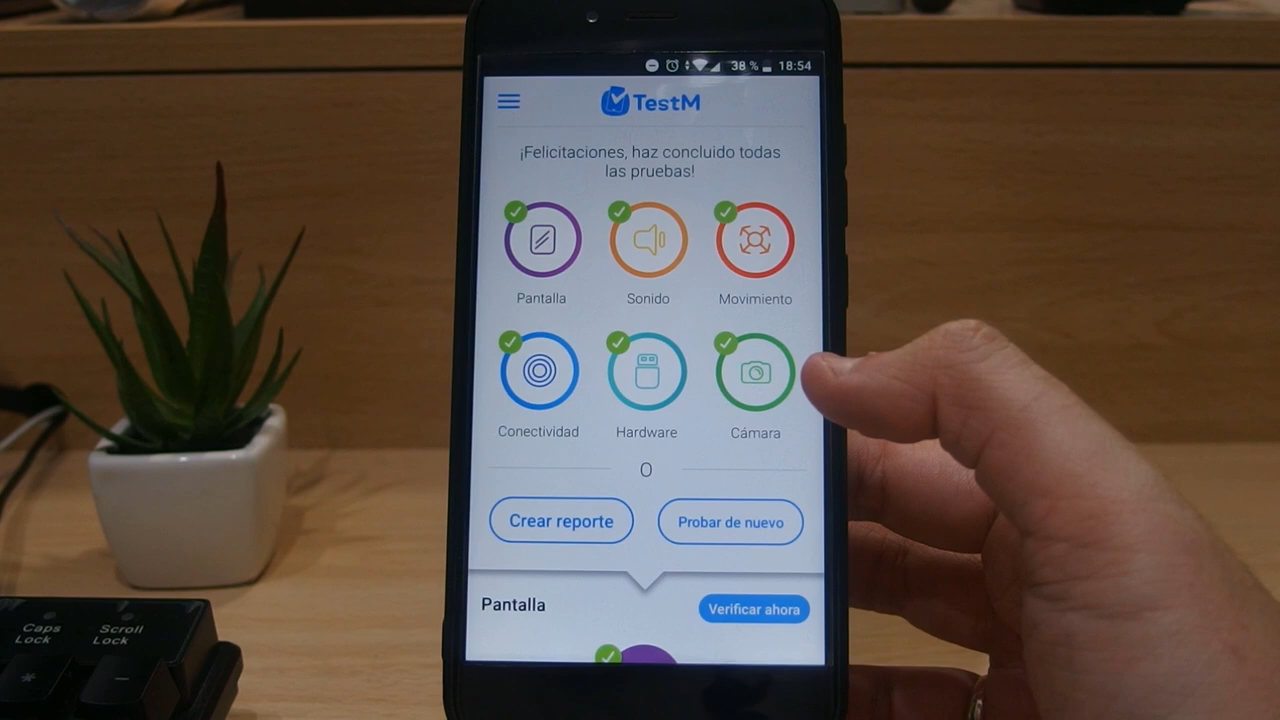 38 % 18:54
TestM
¡Felicitaciones, haz concluido todas
las pruebas!
Pantalla Sonido Movimiento
Conectividad Hardware Cámara
O
Crear reporte Probar de nuevo
Pantalla Verificar ahora
Caps Lock
Scroll Lock
* −